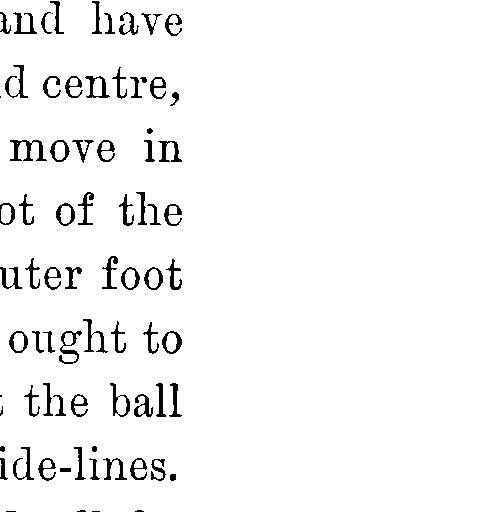 and have
d centre,
move in
ot of the
uter foot
ought to
t the ball
ide-lines.